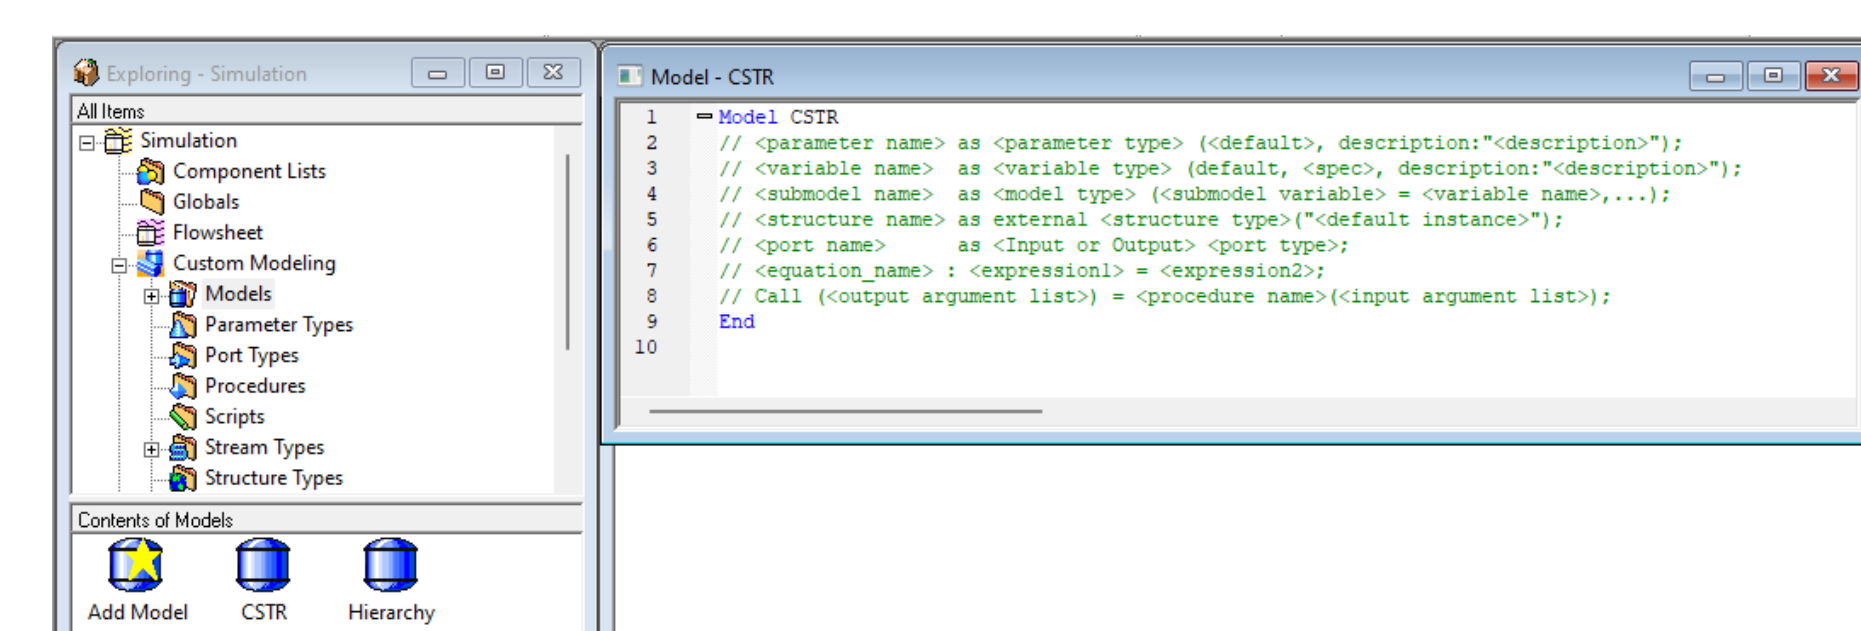 Exploring - Simulation
All Items
Simulation
Component Lists
Globals
Flowsheet
Custom Modeling
Models
Parameter Types
Port Types
Procedures
Scripts
Stream Types
Structure Types
Contents of Models
Add Model CSTR Hierarchy
Model - CSTR
1 Model CSTR
2 // <parameter name> as <parameter type> (<default>, description:"<description>");
3 // <variable name>  as <variable type> (default, <spec>, description:"<description>");
4 // <submodel name>  as <model type> (<submodel variable> = <variable name>,...);
5 // <structure name> as external <structure type>("<default instance>");
6 // <port name>      as <Input or Output> <port type>;
7 // <equation_name> : <expression1> = <expression2>;
8 // Call (<output argument list>) = <procedure name>(<input argument list>);
9 End
10